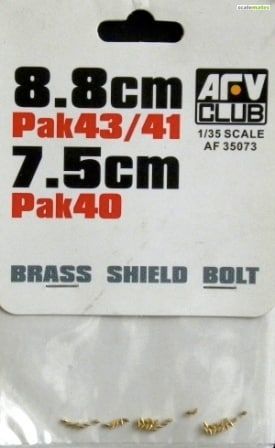 scalemates
8.8cm
Pak43/41
7.5cm
Pak40
AFV
CLUB
1/35 SCALE
AF 35073
BRASS SHIELD BOLT